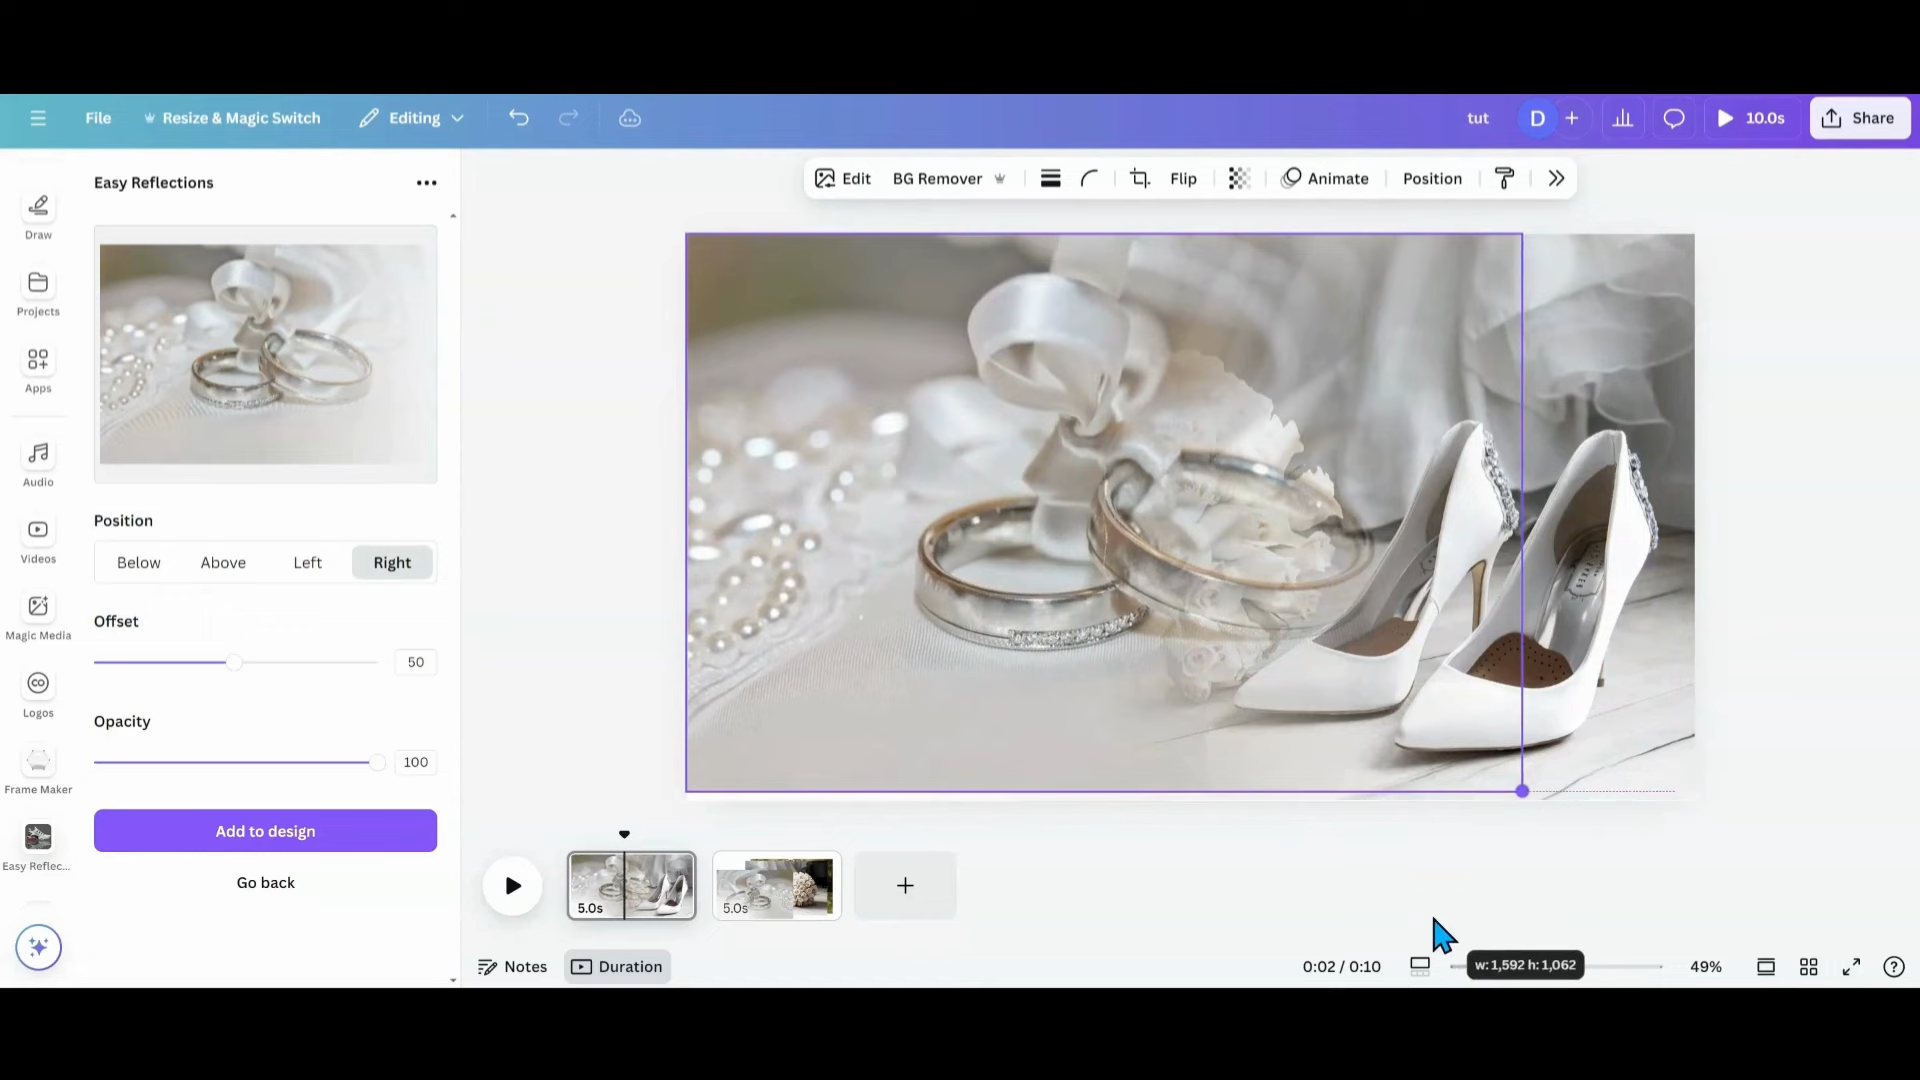 File
Resize & Magic Switch
Editing
tut
D
10.0s
Share
Draw
Projects
Apps
Audio
Videos
Magic Media
Logos
Frame Maker
Easy Reflec...
Easy Reflections
Position
Below
Above
Left
Right
Offset
50
Opacity
100
Add to design
Go back
Edit
BG Remover
Flip
Animate
Position
5.0s
5.0s
Notes
Duration
0:02 / 0:10
w: 1,592 h: 1,062
49%